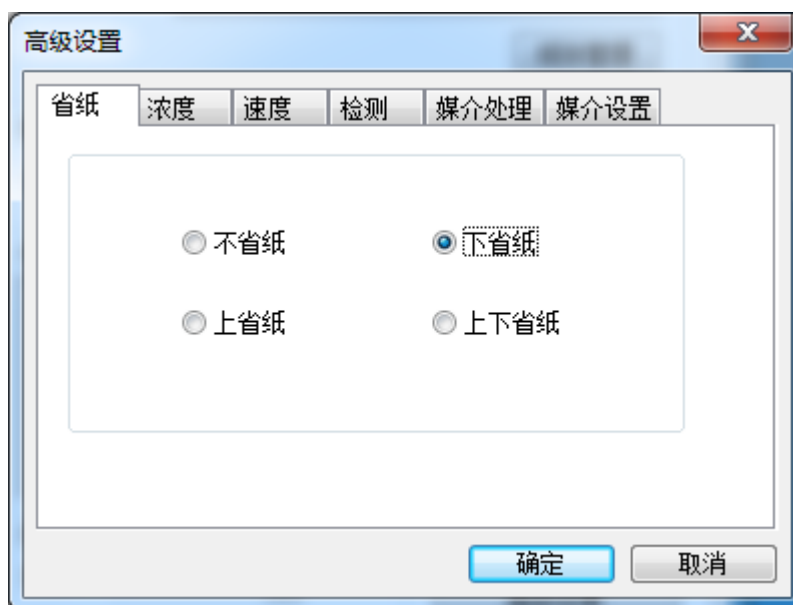 高级设置
省纸 浓度 速度 检测 媒介处理 媒介设置
不省纸 下省纸
上省纸 上下省纸
确定 取消